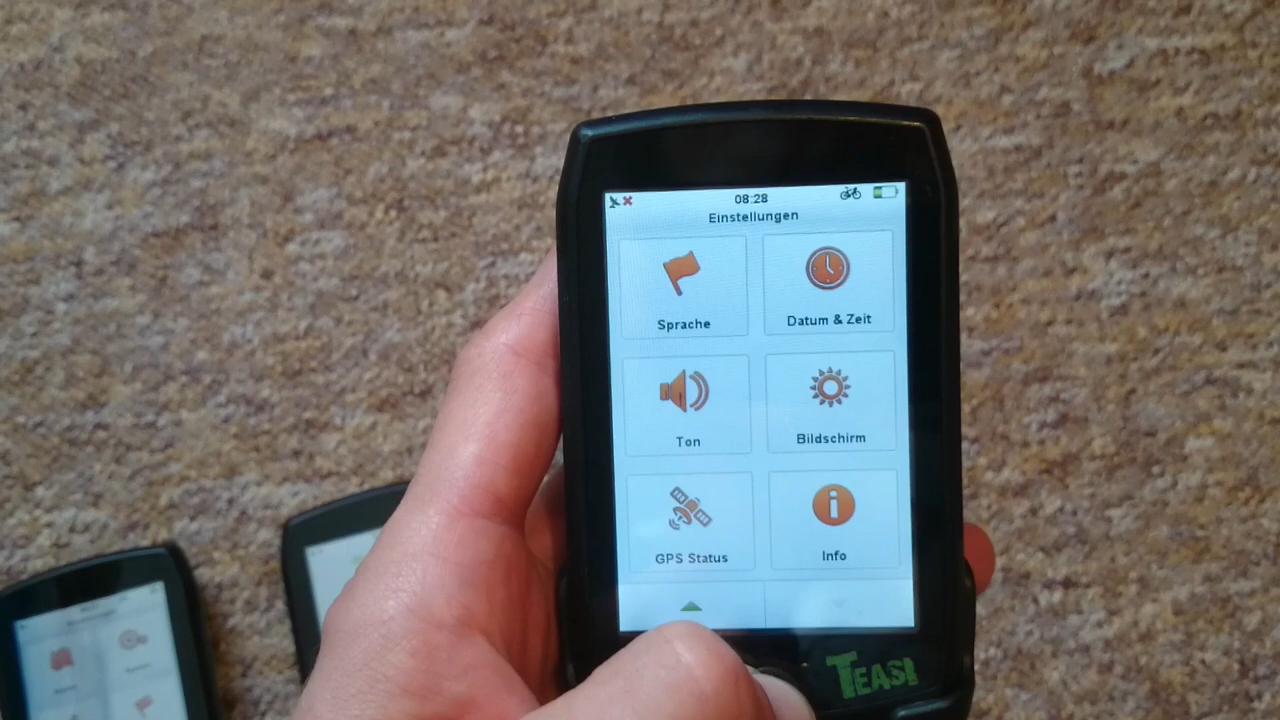 08:28
Einstellungen
Sprache
Datum & Zeit
Ton
Bildschirm
GPS Status
Info
TEASI